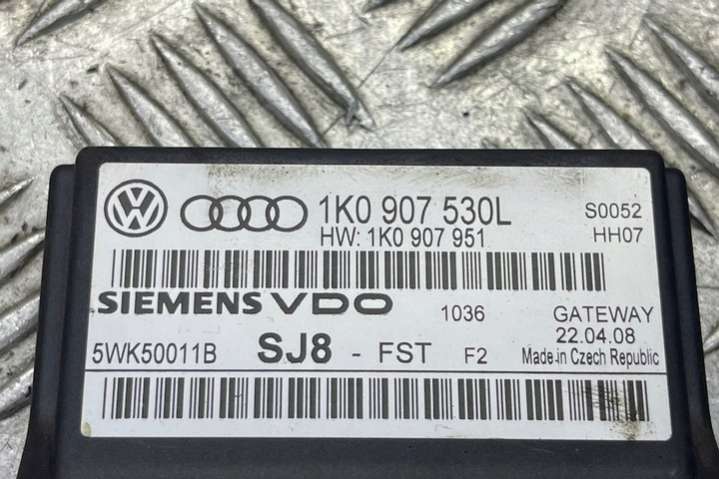 1K0 907 530L S0052
HW: 1K0 907 951 HH07
SIEMENS VDO 1036 GATEWAY
22.04.08
5WK50011B SJ8 - FST F2 Made in Czech Republic